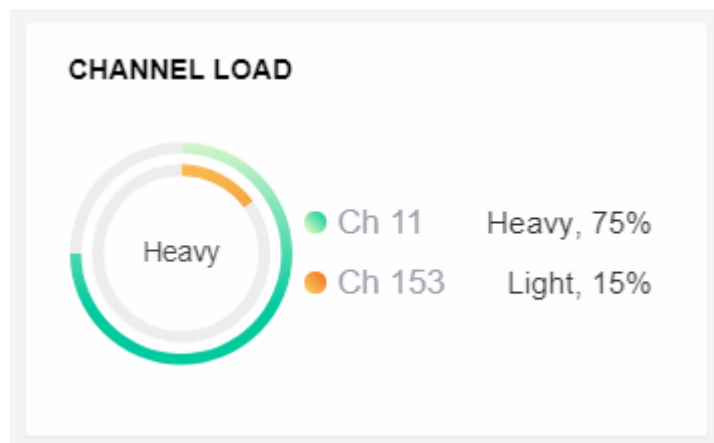 CHANNEL LOAD
Heavy
Ch 11 Heavy, 75%
Ch 153 Light, 15%